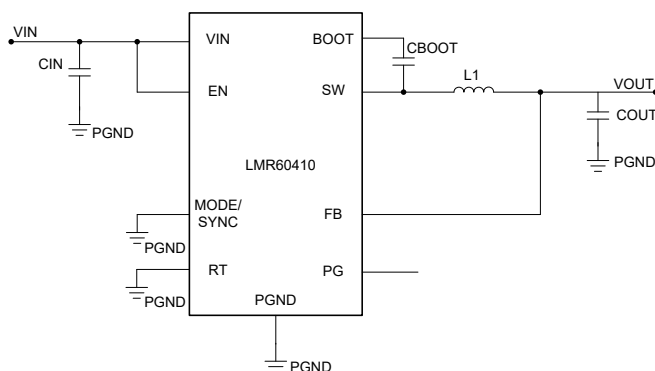 VIN
CIN
PGND
VIN
EN
MODE/
SYNC
PGND
RT
PGND
LMR60410
PGND
PGND
BOOT
CBOOT
SW
L1
VOUT
COUT
PGND
FB
PG